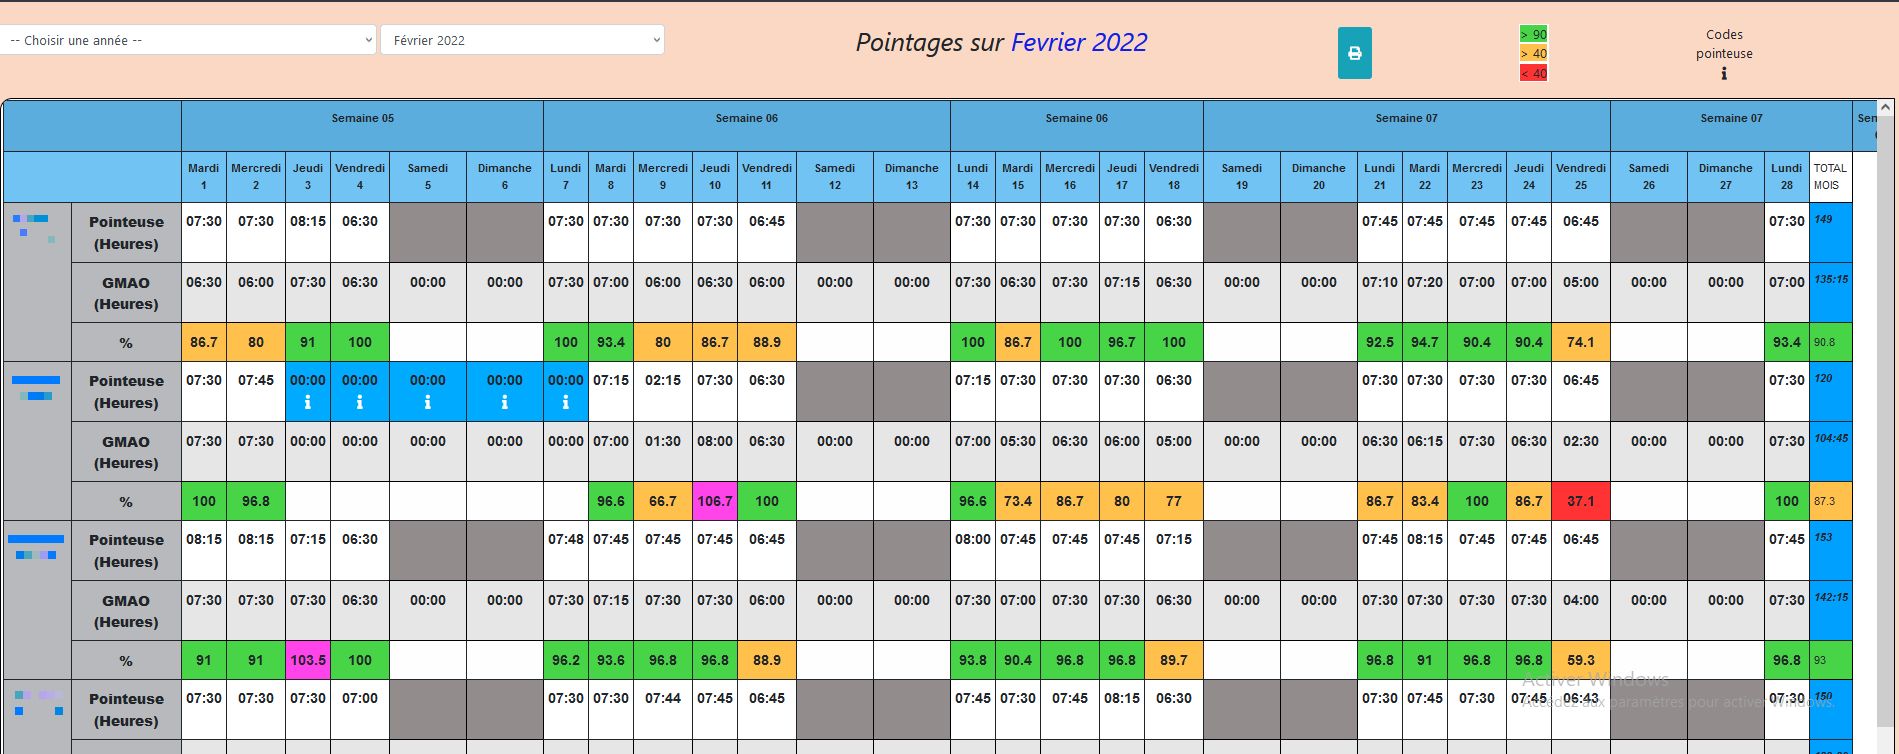 -- Choisir une année --
Février 2022
Pointages sur Fevrier 2022
> 90
> 40
< 40
Codes
pointeuse
Semaine 05 Semaine 06 Semaine 06 Semaine 07 Semaine 07
Mardi 1 Mercredi 2 Jeudi 3 Vendredi 4 Samedi 5 Dimanche 6 Lundi 7 Mardi 8 Mercredi 9 Jeudi 10 Vendredi 11 Samedi 12 Dimanche 13 Lundi 14 Mardi 15 Mercredi 16 Jeudi 17 Vendredi 18 Samedi 19 Dimanche 20 Lundi 21 Mardi 22 Mercredi 23 Jeudi 24 Vendredi 25 Samedi 26 Dimanche 27 Lundi 28 TOTAL MOIS
Pointeuse (Heures) 07:30 07:30 08:15 06:30 07:30 07:30 07:30 07:30 06:45 07:30 07:30 07:30 07:30 06:30 07:45 07:45 07:45 07:45 06:45 07:30 149
GMAO (Heures) 06:30 06:00 07:30 06:30 00:00 00:00 07:30 07:00 06:00 06:30 06:00 00:00 00:00 07:30 06:30 07:30 07:15 06:30 00:00 00:00 07:10 07:20 07:00 07:00 05:00 00:00 00:00 07:00 135:15
% 86.7 80 91 100 100 93.4 80 86.7 88.9 100 86.7 100 96.7 100 92.5 94.7 90.4 90.4 74.1 93.4 90.8
Pointeuse (Heures) 07:30 07:45 00:00 00:00 00:00 00:00 00:00 07:15 02:15 07:30 06:30 07:15 07:30 07:30 07:30 06:30 07:30 07:30 07:30 07:30 06:45 07:30 120
GMAO (Heures) 07:30 07:30 00:00 00:00 00:00 00:00 00:00 07:00 01:30 08:00 06:30 00:00 00:00 07:00 05:30 06:30 06:00 05:00 00:00 00:00 06:30 06:15 07:30 06:30 02:30 00:00 00:00 07:30 104:45
% 100 96.8 96.6 66.7 106.7 100 96.6 73.4 86.7 80 77 86.7 83.4 100 86.7 37.1 100 87.3
Pointeuse (Heures) 08:15 08:15 07:15 06:30 07:48 07:45 07:45 07:45 06:45 08:00 07:45 07:45 07:45 07:15 07:45 08:15 07:45 07:45 06:45 07:45 153
GMAO (Heures) 07:30 07:30 07:30 06:30 00:00 00:00 07:30 07:15 07:30 07:30 06:00 00:00 00:00 07:30 07:00 07:30 07:30 06:30 00:00 00:00 07:30 07:30 07:30 07:30 04:00 00:00 00:00 07:30 142:15
% 91 91 103.5 100 96.2 93.6 96.8 96.8 88.9 93.8 90.4 96.8 96.8 89.7 96.8 91 96.8 96.8 59.3 96.8 93
Pointeuse (Heures) 07:30 07:30 07:30 07:00 07:30 07:30 07:44 07:45 06:45 07:45 07:30 07:45 08:15 06:30 07:30 07:45 07:30 07:45 06:43 07:30 150
Activer Windows
Accédez aux paramètres pour activer Windows.